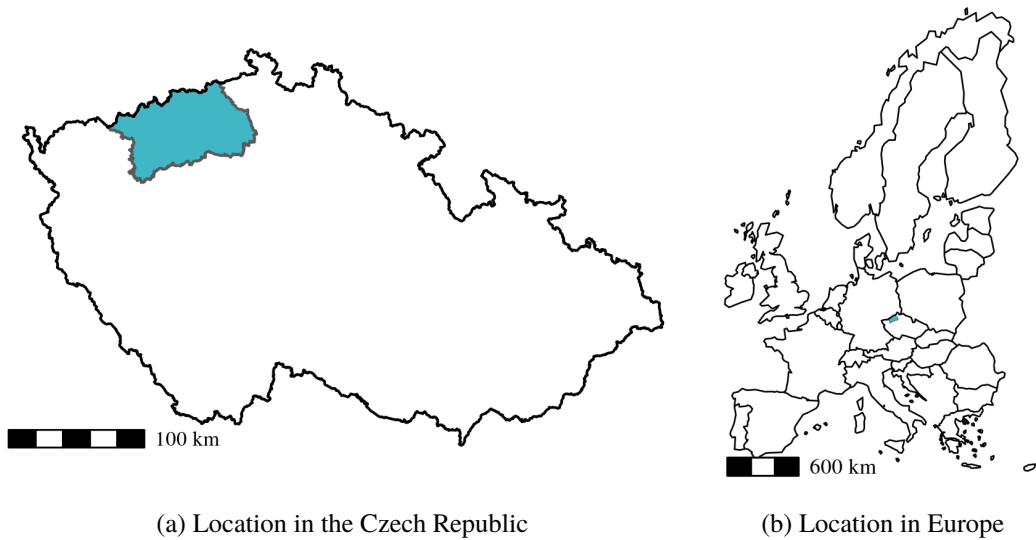 100 km
600 km
(a) Location in the Czech Republic
(b) Location in Europe